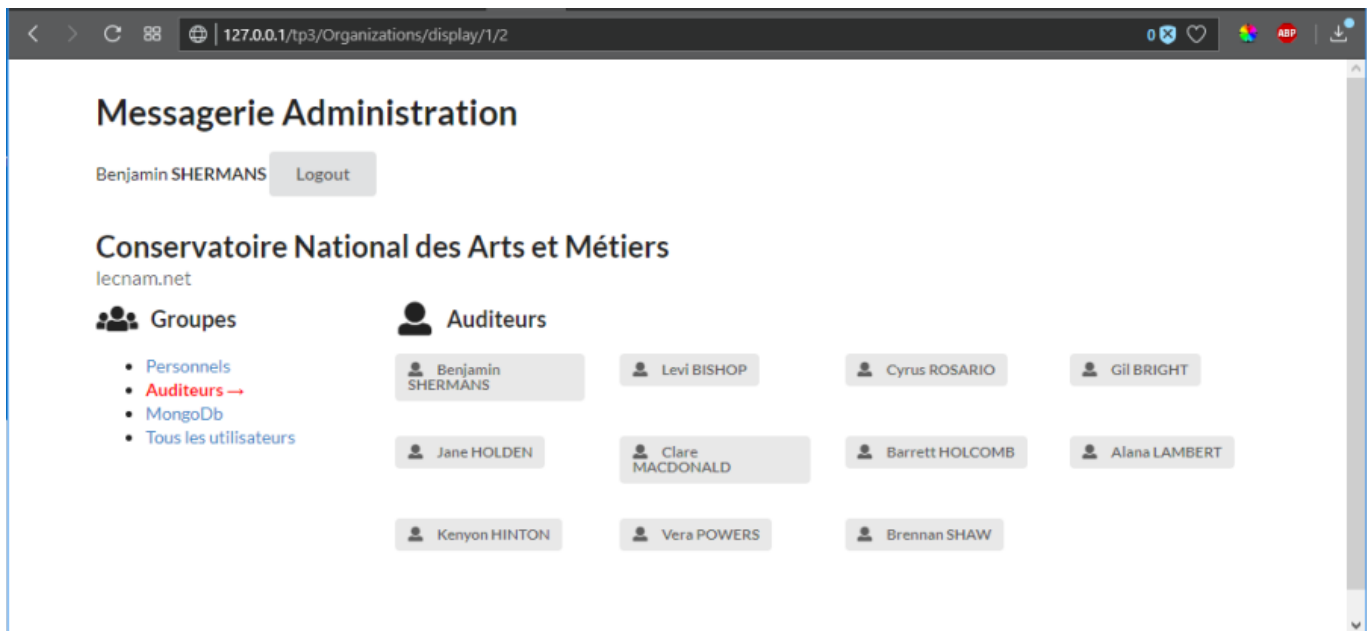 127.0.0.1/tp3/Organizations/display/1/2
0
ABP
Messagerie Administration
Benjamin SHERMANS Logout
Conservatoire National des Arts et Métiers
lecnam.net
Groupes
Personnels
Auditeurs →
MongoDb
Tous les utilisateurs
Auditeurs
Benjamin
SHERMANS
Levi BISHOP
Cyrus ROSARIO
Gil BRIGHT
Jane HOLDEN
Clare
MACDONALD
Barrett HOLCOMB
Alana LAMBERT
Kenyon HINTON
Vera POWERS
Brennan SHAW